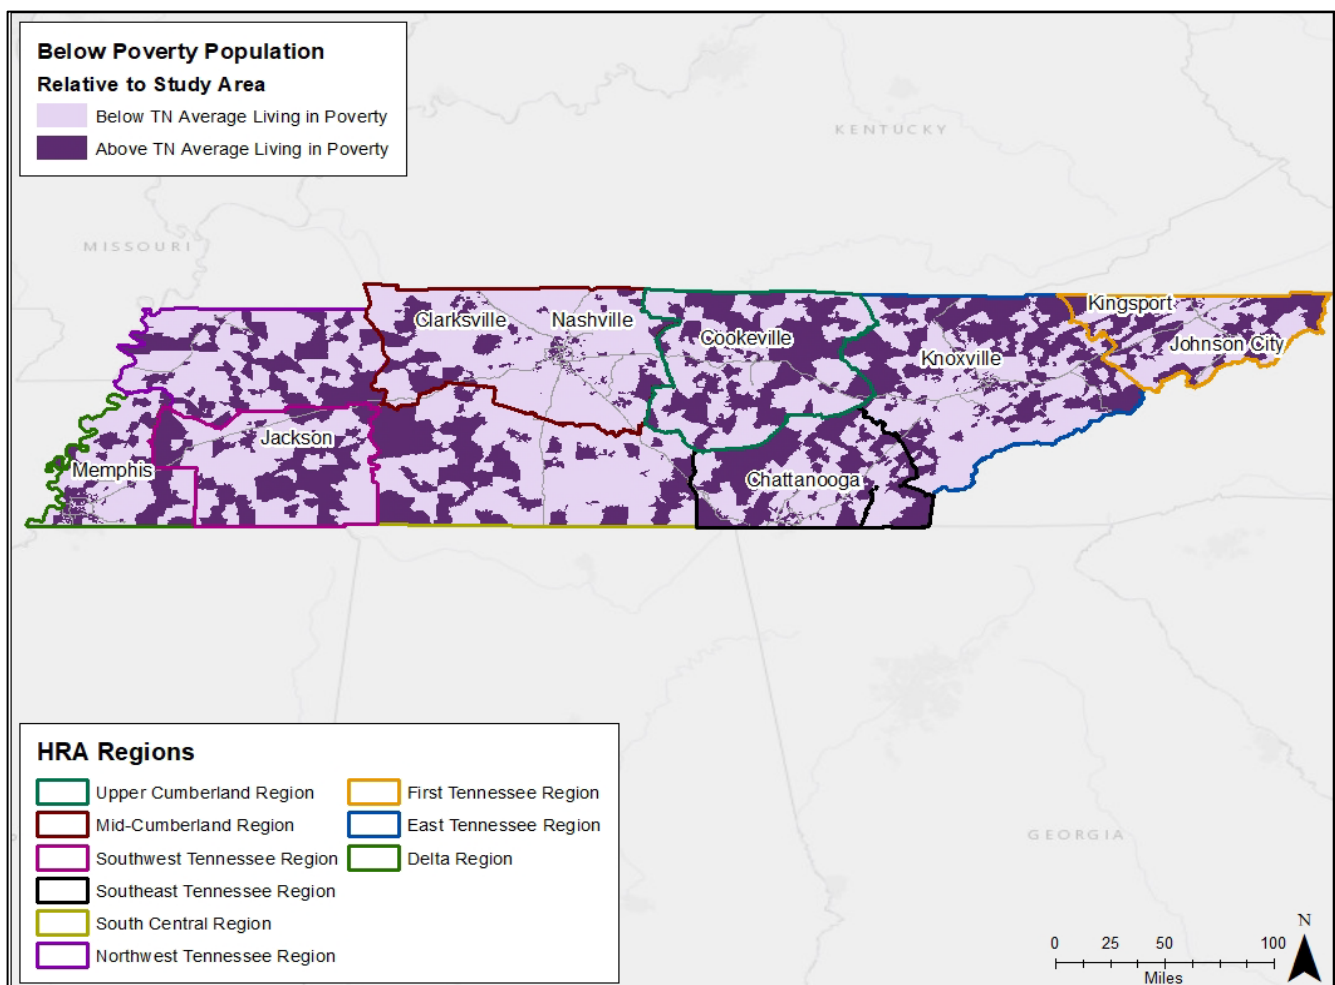 Below Poverty Population
Relative to Study Area
Below TN Average Living in Poverty
Above TN Average Living in Poverty
KENTUCKY
MISSOURI
Clarksville
Nashville
Cookeville
Knoxville
Kingsport
Johnson City
Jackson
Memphis
Chattanooga
GEORGIA
HRA Regions
Upper Cumberland Region
Mid-Cumberland Region
Southwest Tennessee Region
Southeast Tennessee Region
South Central Region
Northwest Tennessee Region
First Tennessee Region
East Tennessee Region
Delta Region
N
0 25 50 100
Miles